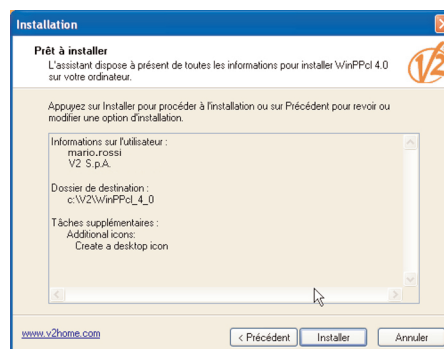 Installation
Prêt à installer
L'assistant dispose à présent de toutes les informations pour installer WinPPcl 4.0
sur votre ordinateur.
V2
Appuyez sur Installer pour procéder à l'installation ou sur Précédent pour revoir ou
modifier une option d'installation.
Informations sur l'utilisateur :
mario.rossi
V2 S.p.A.
Dossier de destination :
c:\V2\WinPPcl_4_0
Tâches supplémentaires :
Additional icons:
Create a desktop icon
www.v2home.com
< Précédent
Installer
Annuler